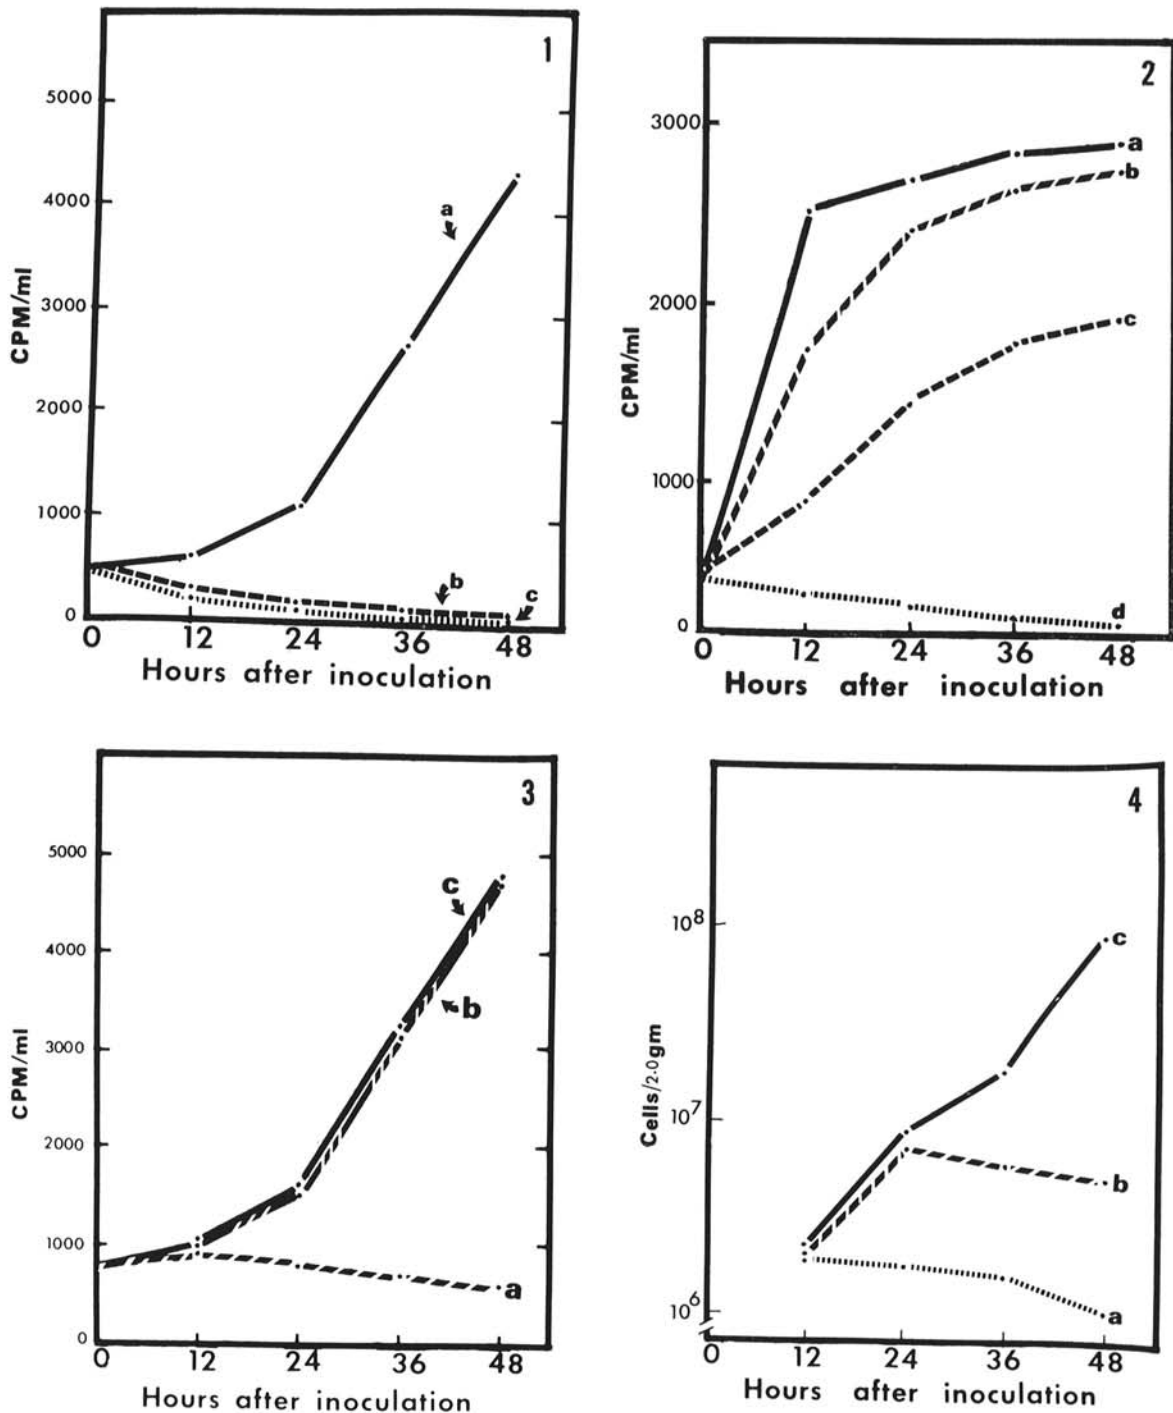 1
5000
4000
3000
2000
1000
0
CPM/ml
a
b
c
0 12 24 36 48
Hours after inoculation
2
3000
2000
1000
0
CPM/ml
a
b
c
d
0 12 24 36 48
Hours after inoculation
3
5000
4000
3000
2000
1000
0
CPM/ml
c
b
a
0 12 24 36 48
Hours after inoculation
4
10⁸
10⁷
10⁶
Cells/2·0gm
c
b
a
0 12 24 36 48
Hours after inoculation